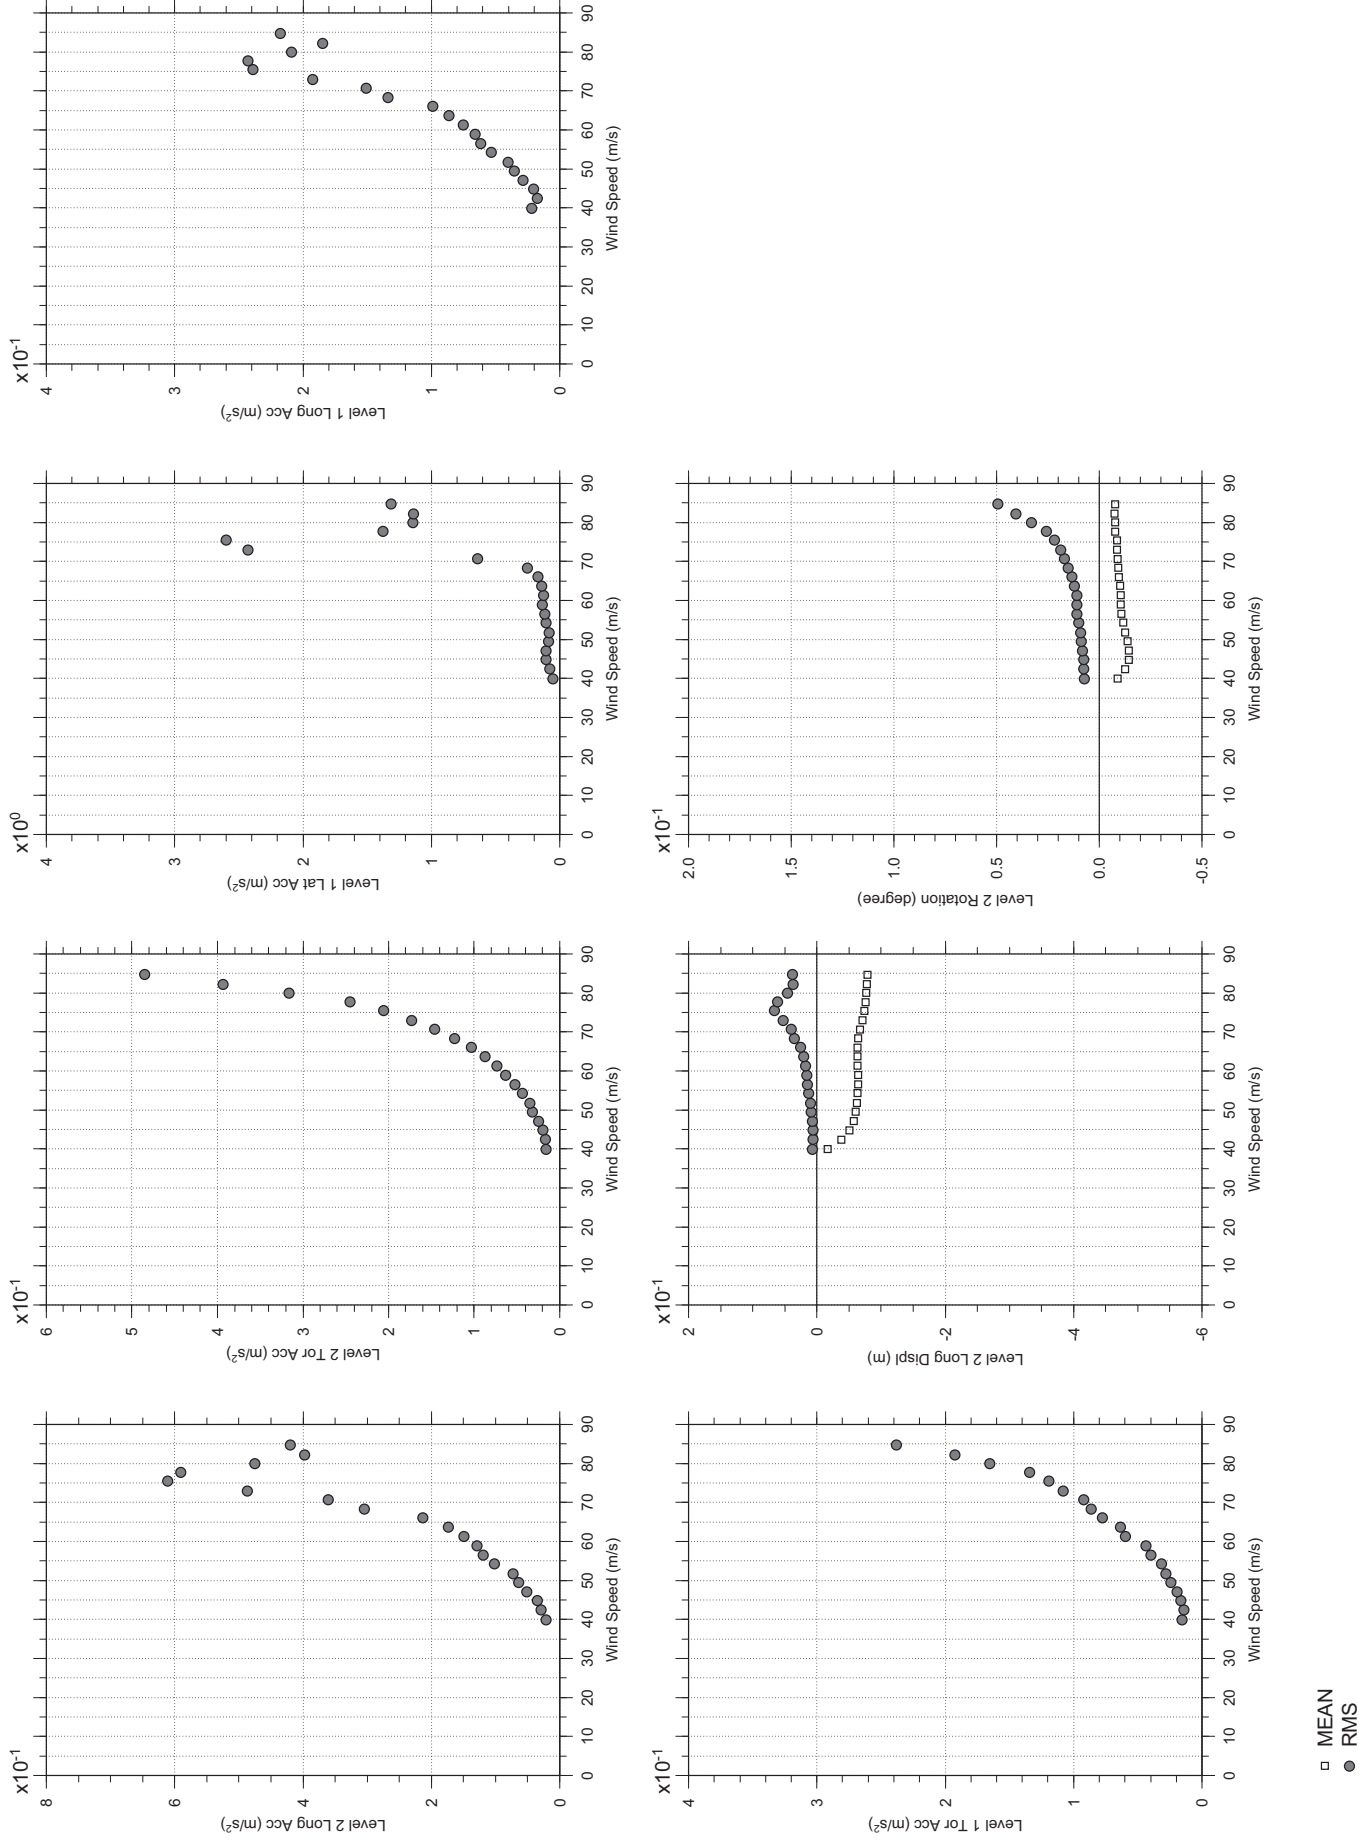 x10-1
8
6
4
2
0
Level 2 Long Acc (m/s²)
0 10 20 30 40 50 60 70 80 90
Wind Speed (m/s)
x10-1
6
5
4
3
2
1
0
Level 2 Tor Acc (m/s²)
0 10 20 30 40 50 60 70 80 90
Wind Speed (m/s)
x100
4
3
2
1
0
Level 1 Lat Acc (m/s²)
0 10 20 30 40 50 60 70 80 90
Wind Speed (m/s)
x10-1
4
3
2
1
0
Level 1 Long Acc (m/s²)
0 10 20 30 40 50 60 70 80 90
Wind Speed (m/s)
x10-1
4
3
2
1
0
Level 1 Tor Acc (m/s²)
0 10 20 30 40 50 60 70 80 90
Wind Speed (m/s)
x10-1
2
0
-2
-4
-6
Level 2 Long Displ (m)
0 10 20 30 40 50 60 70 80 90
Wind Speed (m/s)
x10-1
2.0
1.5
1.0
0.5
0.0
-0.5
Level 2 Rotation (degree)
0 10 20 30 40 50 60 70 80 90
Wind Speed (m/s)
MEAN
RMS